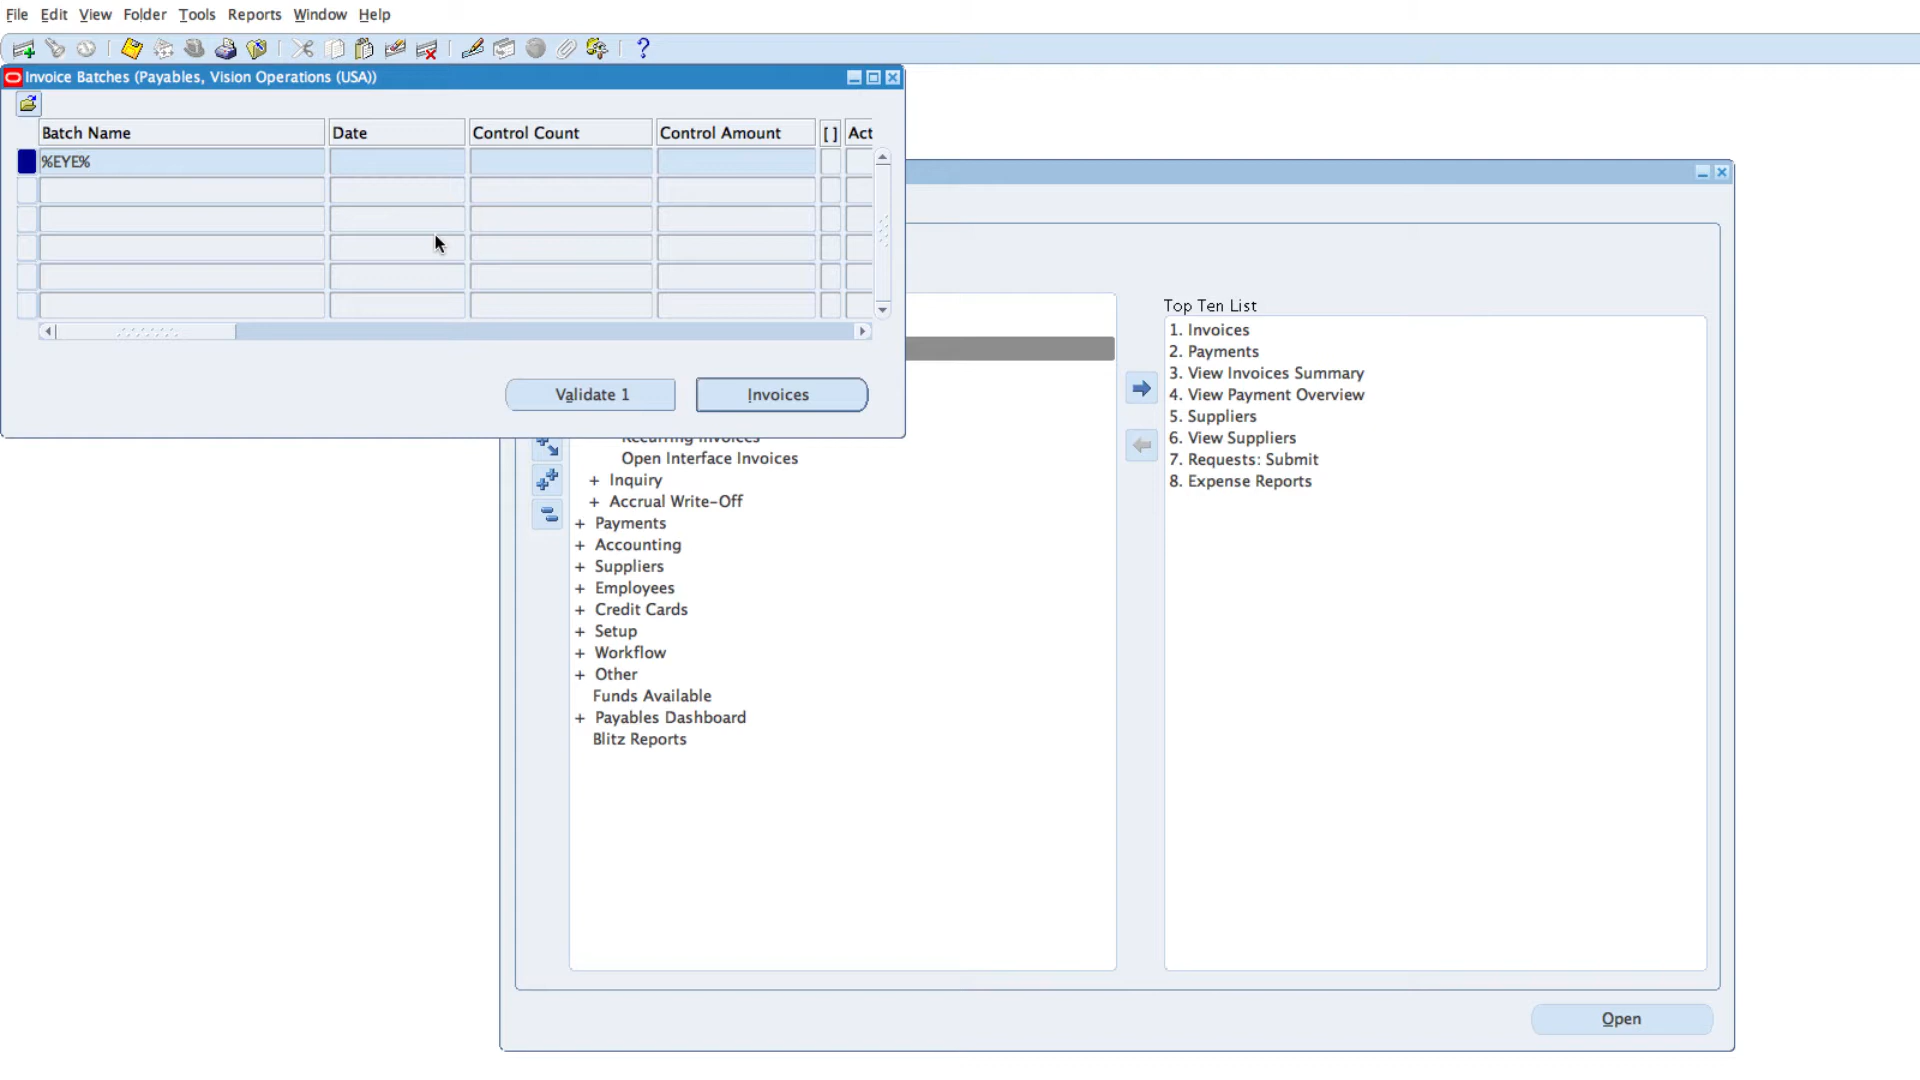 File Edit View Folder Tools Reports Window Help
Invoice Batches (Payables, Vision Operations (USA))
Batch Name Date Control Count Control Amount [ ] Act
%EYE%
Validate 1 Invoices
Recurring Invoices
Open Interface Invoices
+ Inquiry
+ Accrual Write-Off
+ Payments
+ Accounting
+ Suppliers
+ Employees
+ Credit Cards
+ Setup
+ Workflow
+ Other
Funds Available
+ Payables Dashboard
Blitz Reports
Top Ten List
1. Invoices
2. Payments
3. View Invoices Summary
4. View Payment Overview
5. Suppliers
6. View Suppliers
7. Requests: Submit
8. Expense Reports
Open